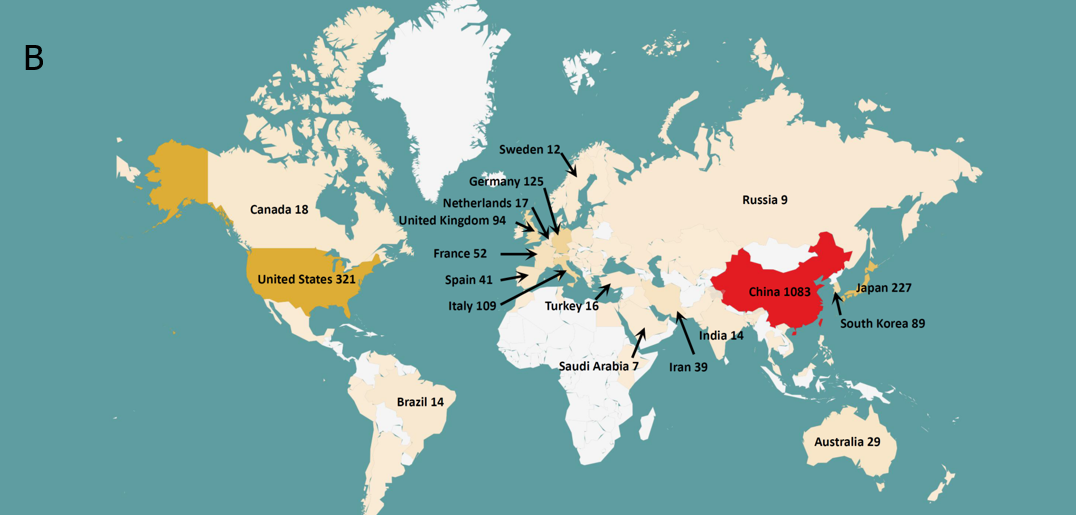 B
Sweden 12
Germany 125
Netherlands 17
Canada 18
United Kingdom 94
Russia 9
France 52
Spain 41
United States 321
Italy 109
Turkey 16
China 1083
Japan 227
South Korea 89
India 14
Saudi Arabia 7
Iran 39
Brazil 14
Australia 29